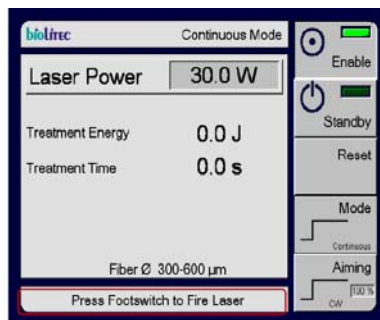 biolitec
Continuous Mode
Laser Power 30.0 W
Treatment Energy 0.0 J
Treatment Time 0.0 s
Fiber Ø 300-600 µm
Press Footswitch to Fire Laser
Enable
Standby
Reset
Mode
Continuous
Aiming
100 %
CW